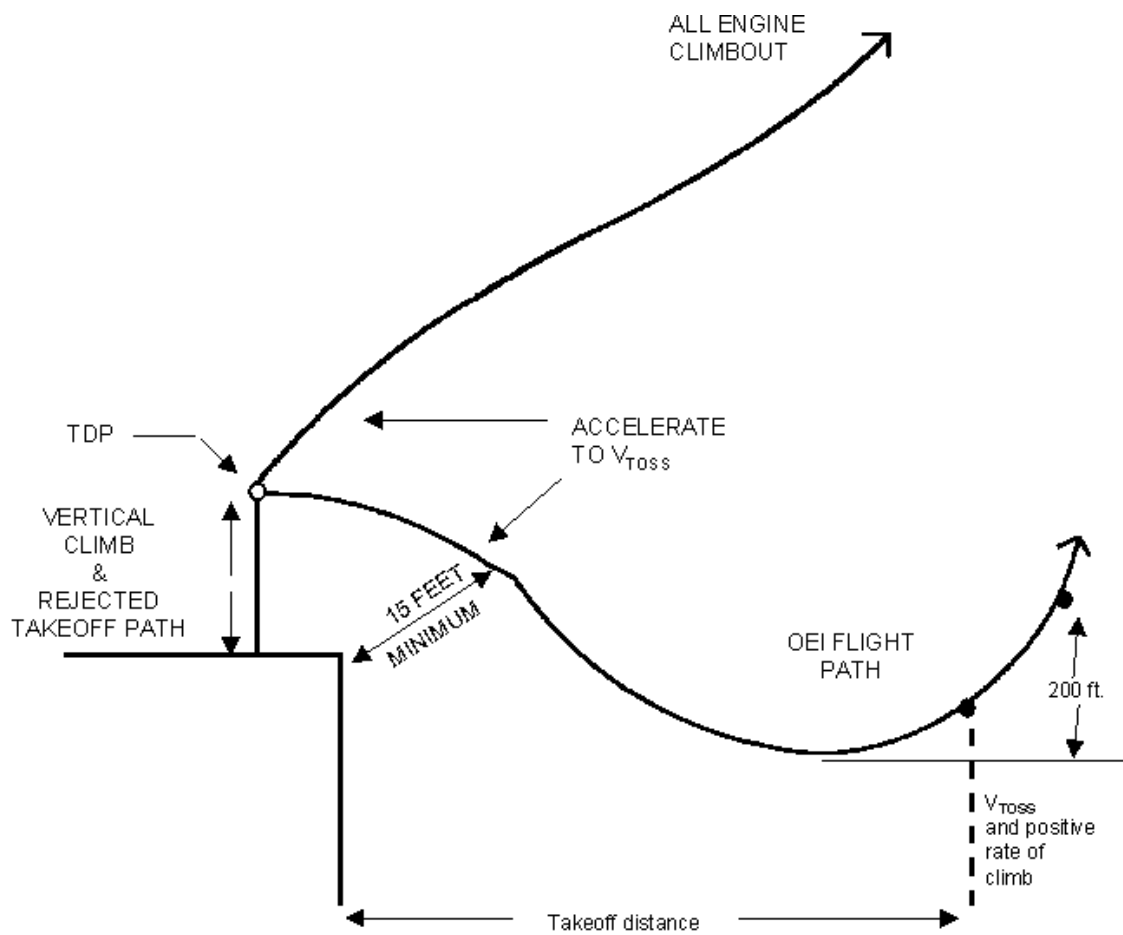 ALL ENGINE
CLIMBOUT
TDP
ACCELERATE
TO VTOSS
VERTICAL
CLIMB
&
REJECTED
TAKEOFF PATH
15 FEET
MINIMUM
OEI FLIGHT
PATH
200 ft.
VTOSS
and positive
rate of
climb
Takeoff distance